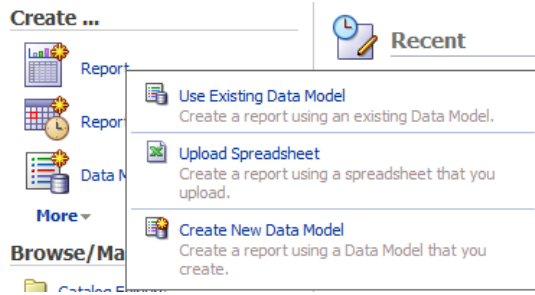 Create ...
Recent
Report
Use Existing Data Model
Create a report using an existing Data Model.
Repor
Upload Spreadsheet
Create a report using a spreadsheet that you
upload.
Data
More
Create New Data Model
Create a report using a Data Model that you
create.
Browse/Ma
Catalog